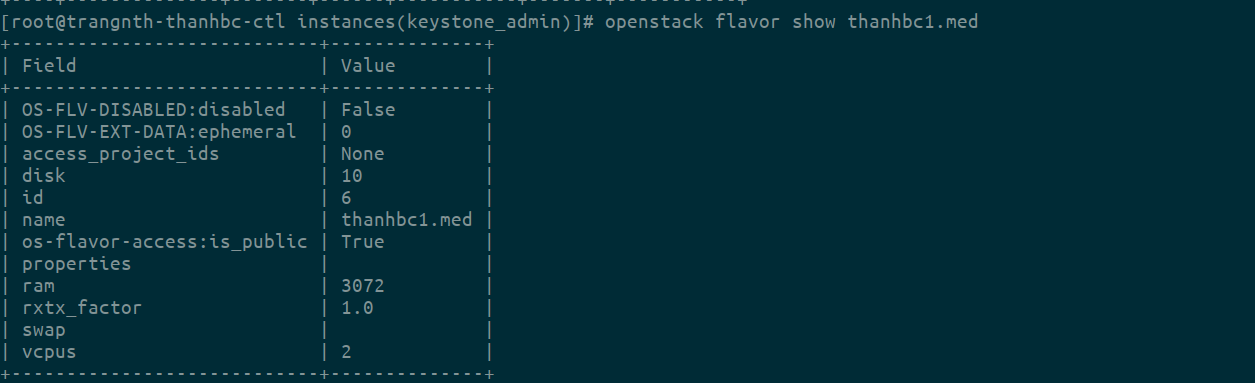 [root@trangnth-thanhbc-ctl instances(keystone_admin)]# openstack flavor show thanhbc1.med
+----------------------------+--------------+
| Field                      | Value        |
+----------------------------+--------------+
| OS-FLV-DISABLED:disabled   | False        |
| OS-FLV-EXT-DATA:ephemeral  | 0            |
| access_project_ids         | None         |
| disk                       | 10           |
| id                         | 6            |
| name                       | thanhbc1.med |
| os-flavor-access:is_public | True         |
| properties                 |              |
| ram                        | 3072         |
| rxtx_factor                | 1.0          |
| swap                       |              |
| vcpus                      | 2            |
+----------------------------+--------------+